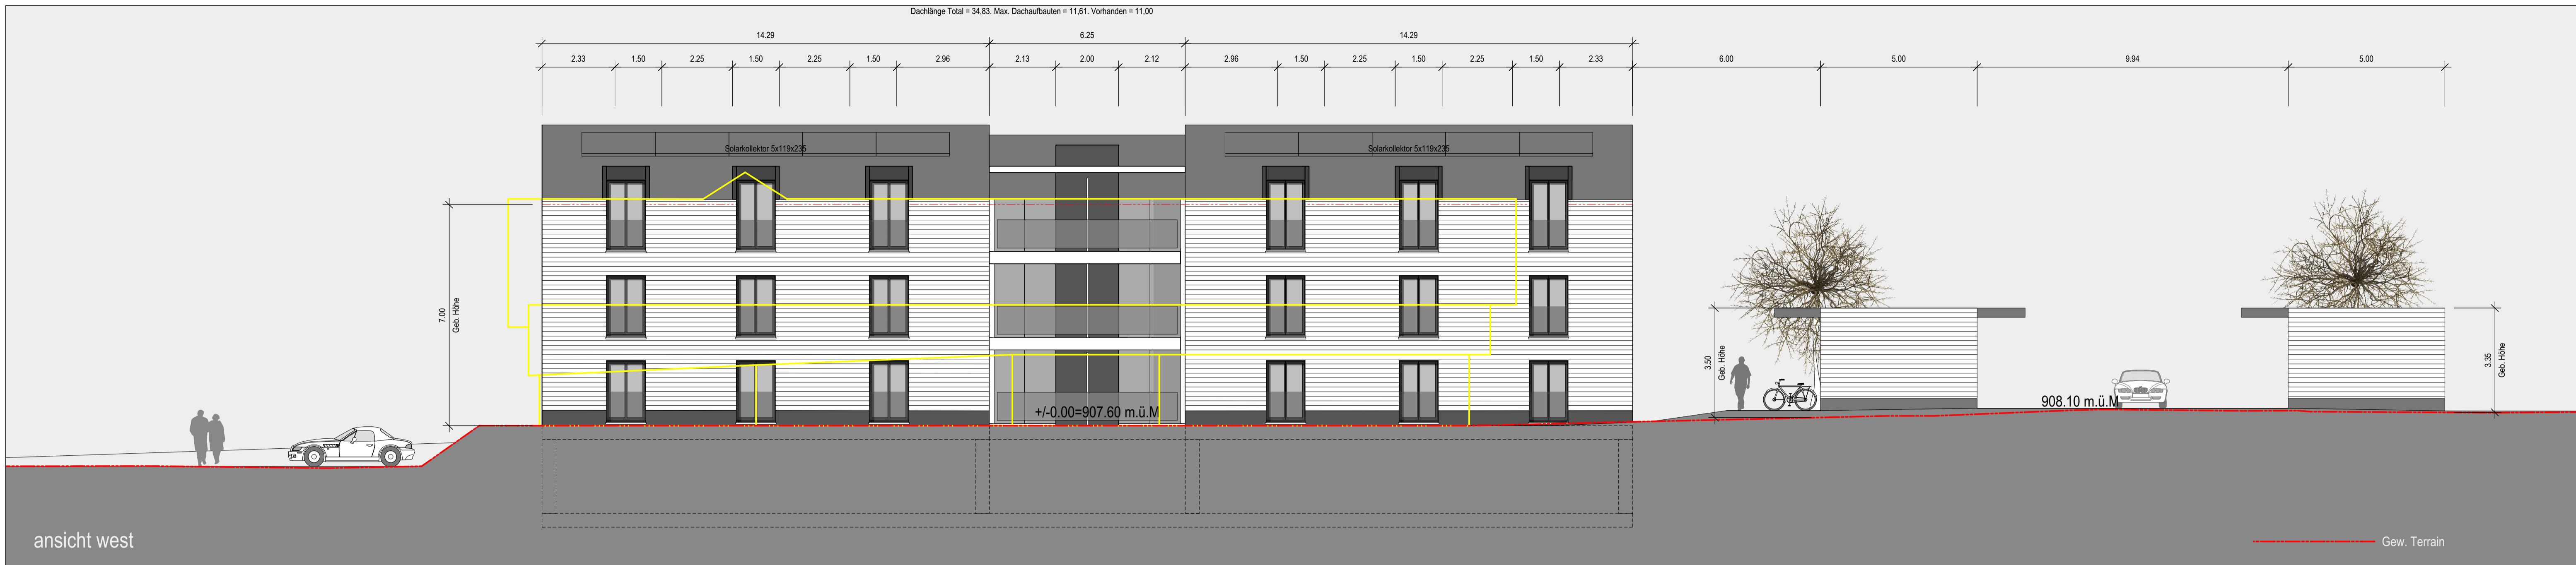 Dachlänge Total = 34,83. Max. Dachaufbauten = 11,61. Vorhanden = 11,00
14.29 6.25 14.29
2.33 1.50 2.25 1.50 2.25 1.50 2.96 2.13 2.00 2.12 2.96 1.50 2.25 1.50 2.25 1.50 2.33 6.00 5.00 9.94 5.00
Solarkollektor 5x119x235 Solarkollektor 5x119x235
7.00
Geb. Höhe
3.50
Geb. Höhe
3.35
Geb. Höhe
+/-0.00=907.60 m.ü.M
908.10 m.ü.M
ansicht west
Gew. Terrain